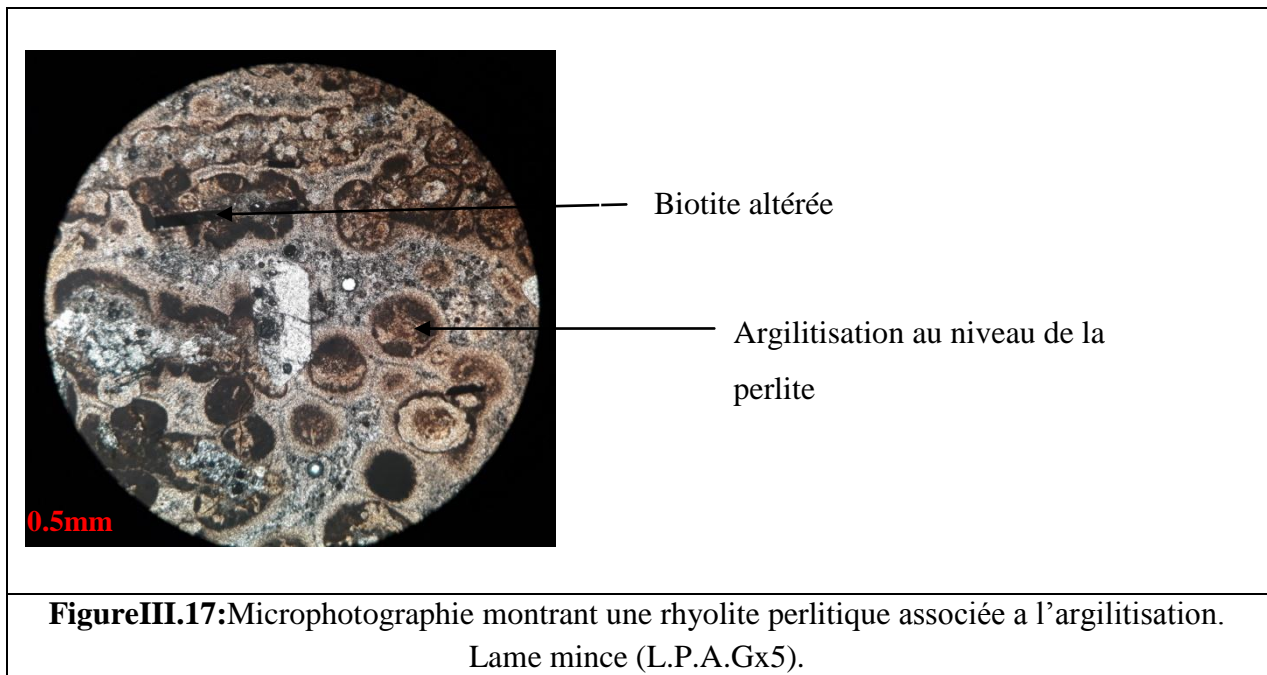 Biotite altérée
Argilitisation au niveau de la
perlite
0.5mm
FigureIII.17:Microphotographie montrant une rhyolite perlitique associée a l’argilitisation.
Lame mince (L.P.A.Gx5).